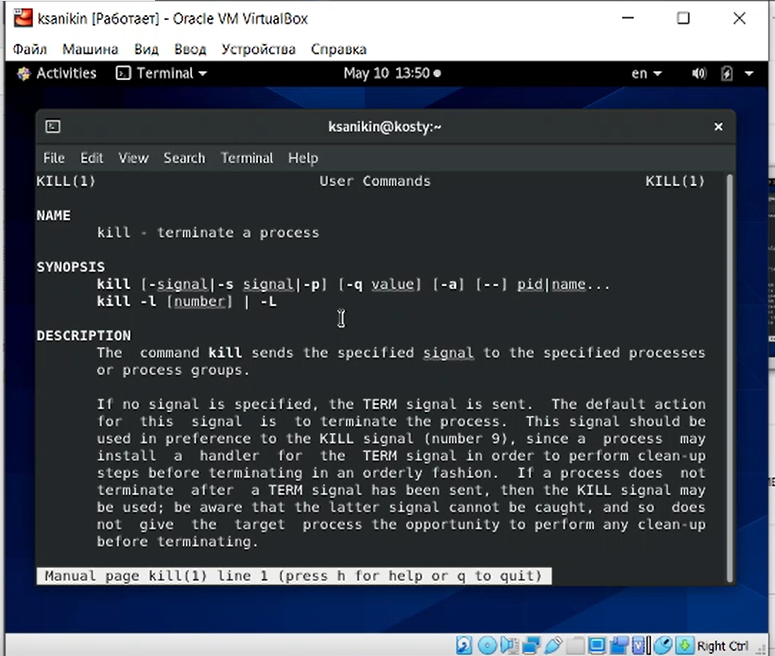 ksanikin [Работает] - Oracle VM VirtualBox
Файл Машина Вид Ввод Устройства Справка
Activities Terminal May 10 13:50 en
ksanikin@kosty:~
File Edit View Search Terminal Help
KILL(1) User Commands KILL(1)
NAME
kill - terminate a process
SYNOPSIS
kill [-signal|-s signal|-p] [-q value] [-a] [--] pid|name...
kill -l [number] | -L
DESCRIPTION
The command kill sends the specified signal to the specified processes
or process groups.
If no signal is specified, the TERM signal is sent. The default action
for this signal is to terminate the process. This signal should be
used in preference to the KILL signal (number 9), since a process may
install a handler for the TERM signal in order to perform clean-up
steps before terminating in an orderly fashion. If a process does not
terminate after a TERM signal has been sent, then the KILL signal may
be used; be aware that the latter signal cannot be caught, and so does
not give the target process the opportunity to perform any clean-up
before terminating.
Manual page kill(1) line 1 (press h for help or q to quit)
Right Ctrl